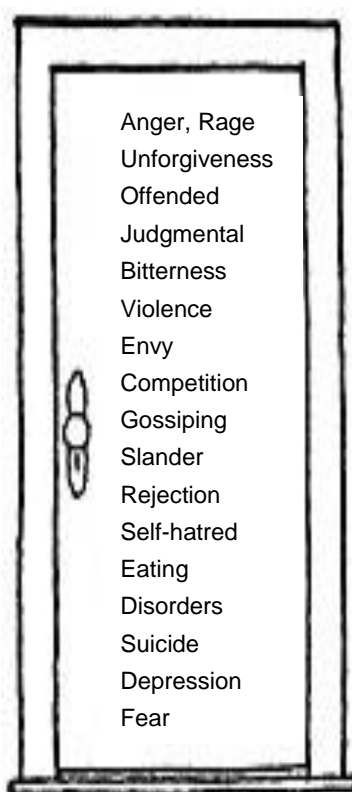 Anger, Rage
Unforgiveness
Offended
Judgmental
Bitterness
Violence
Envy
Competition
Gossiping
Slander
Rejection
Self-hatred
Eating
Disorders
Suicide
Depression
Fear